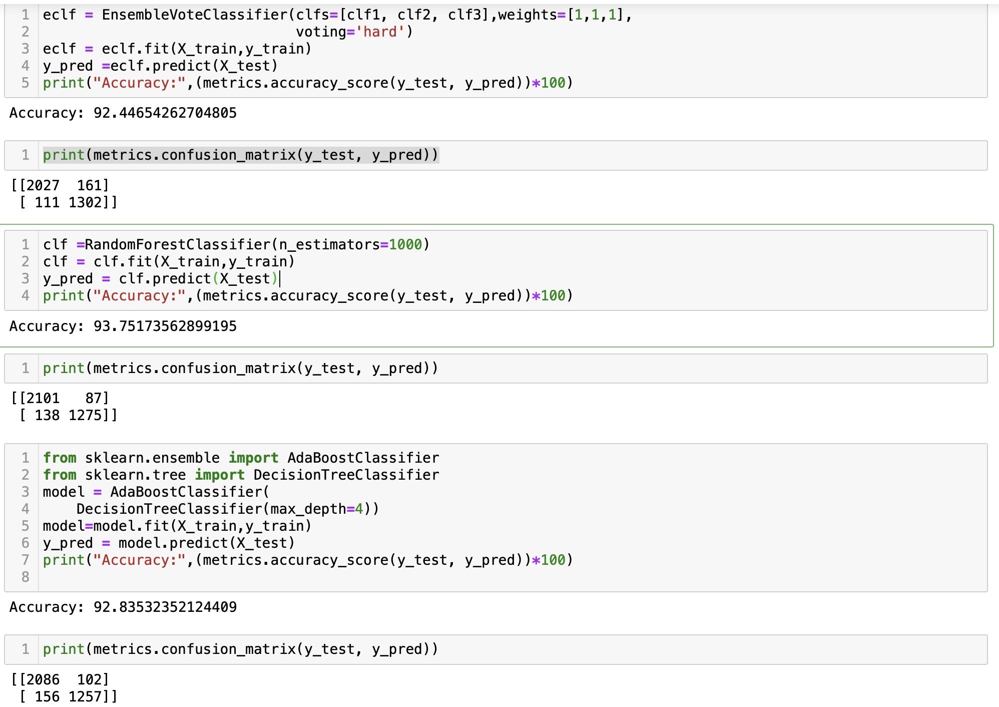 1 eclf = EnsembleVoteClassifier(clfs=[clf1, clf2, clf3],weights=[1,1,1],
2                               voting='hard')
3 eclf = eclf.fit(X_train,y_train)
4 y_pred =eclf.predict(X_test)
5 print("Accuracy:",(metrics.accuracy_score(y_test, y_pred))*100)
Accuracy: 92.44654262704805
1 print(metrics.confusion_matrix(y_test, y_pred))
[[2027  161]
 [ 111 1302]]
1 clf =RandomForestClassifier(n_estimators=1000)
2 clf = clf.fit(X_train,y_train)
3 y_pred = clf.predict(X_test)
4 print("Accuracy:",(metrics.accuracy_score(y_test, y_pred))*100)
Accuracy: 93.75173562899195
1 print(metrics.confusion_matrix(y_test, y_pred))
[[2101   87]
 [ 138 1275]]
1 from sklearn.ensemble import AdaBoostClassifier
2 from sklearn.tree import DecisionTreeClassifier
3 model = AdaBoostClassifier(
4     DecisionTreeClassifier(max_depth=4))
5 model=model.fit(X_train,y_train)
6 y_pred = model.predict(X_test)
7 print("Accuracy:",(metrics.accuracy_score(y_test, y_pred))*100)
8
Accuracy: 92.83532352124409
1 print(metrics.confusion_matrix(y_test, y_pred))
[[2086  102]
 [ 156 1257]]